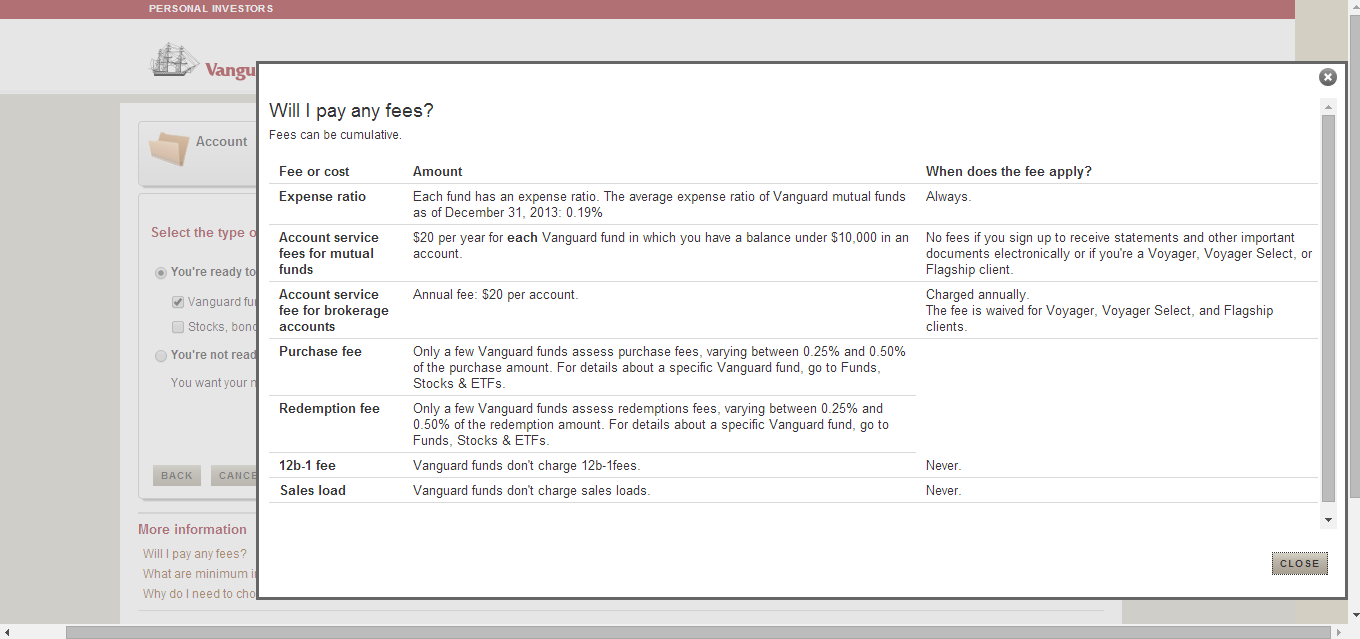 PERSONAL INVESTORS
Account
Select the type
You're ready to
Vanguard
Stocks,
You're not
You want your
BACK
More information
Will I pay any fees?
What are minimum
Why do I need to
Will I pay any fees?
Fees can be cumulative.
Fee or cost Amount When does the fee apply?
Expense ratio Each fund has an expense ratio. The average expense ratio of Vanguard mutual funds Always.
as of December 31, 2013: 0.19%
Account service $20 per year for each Vanguard fund in which you have a balance under $10,000 in an No fees if you sign up to receive statements and other important
fees for mutual account. documents electronically or if you're a Voyager, Voyager Select, or
funds Flagship client.
Account service Annual fee: $20 per account. Charged annually.
fee for brokerage The fee is waived for Voyager, Voyager Select, and Flagship
accounts clients.
Purchase fee Only a few Vanguard funds assess purchase fees, varying between 0.25% and 0.50%
of the purchase amount. For details about a specific Vanguard fund, go to Funds,
Stocks & ETFs.
Redemption fee Only a few Vanguard funds assess redemptions fees, varying between 0.25% and
0.50% of the redemption amount. For details about a specific Vanguard fund, go to
Funds, Stocks & ETFs.
12b-1 fee Vanguard funds don't charge 12b-1fees. Never.
Sales load Vanguard funds don't charge sales loads. Never.
CLOSE